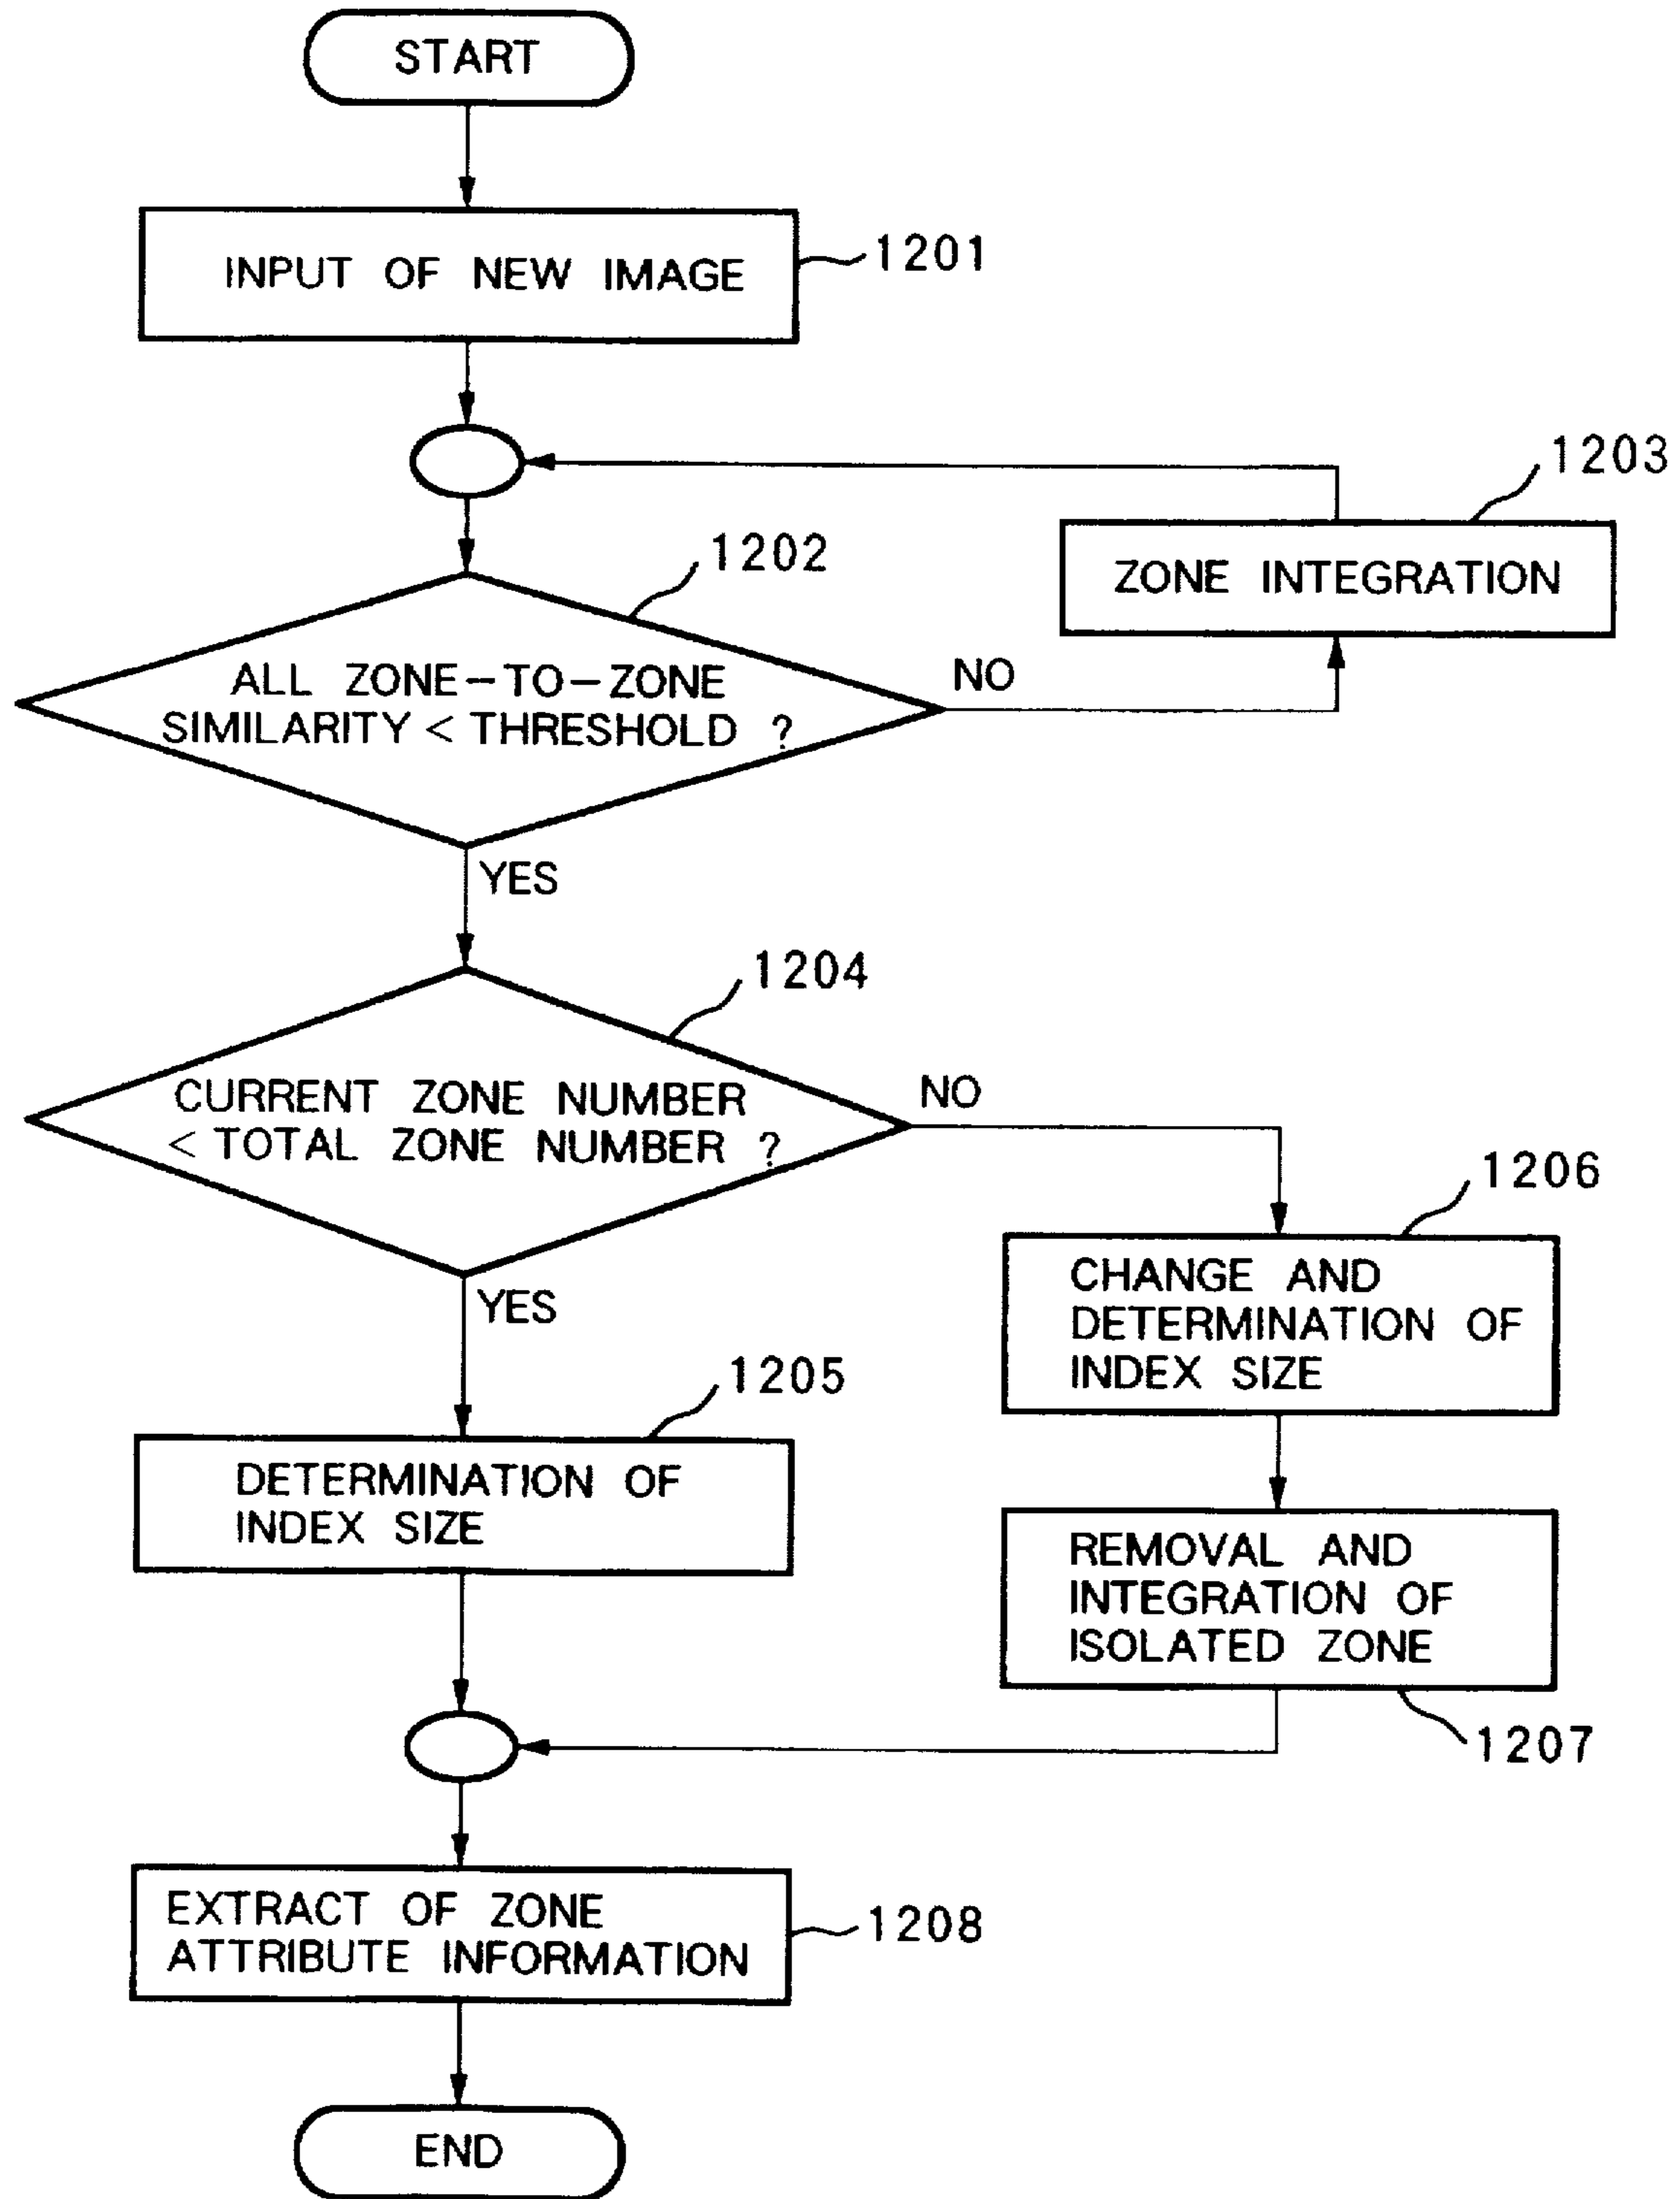 START
INPUT OF NEW IMAGE
1201
1203
ZONE INTEGRATION
1202
ALL ZONE-TO-ZONE
SIMILARITY < THRESHOLD ?
NO
YES
1204
CURRENT ZONE NUMBER
< TOTAL ZONE NUMBER ?
NO
YES
1206
CHANGE AND
DETERMINATION OF
INDEX SIZE
1205
DETERMINATION OF
INDEX SIZE
REMOVAL AND
INTEGRATION OF
ISOLATED ZONE
1207
EXTRACT OF ZONE
ATTRIBUTE INFORMATION
1208
END